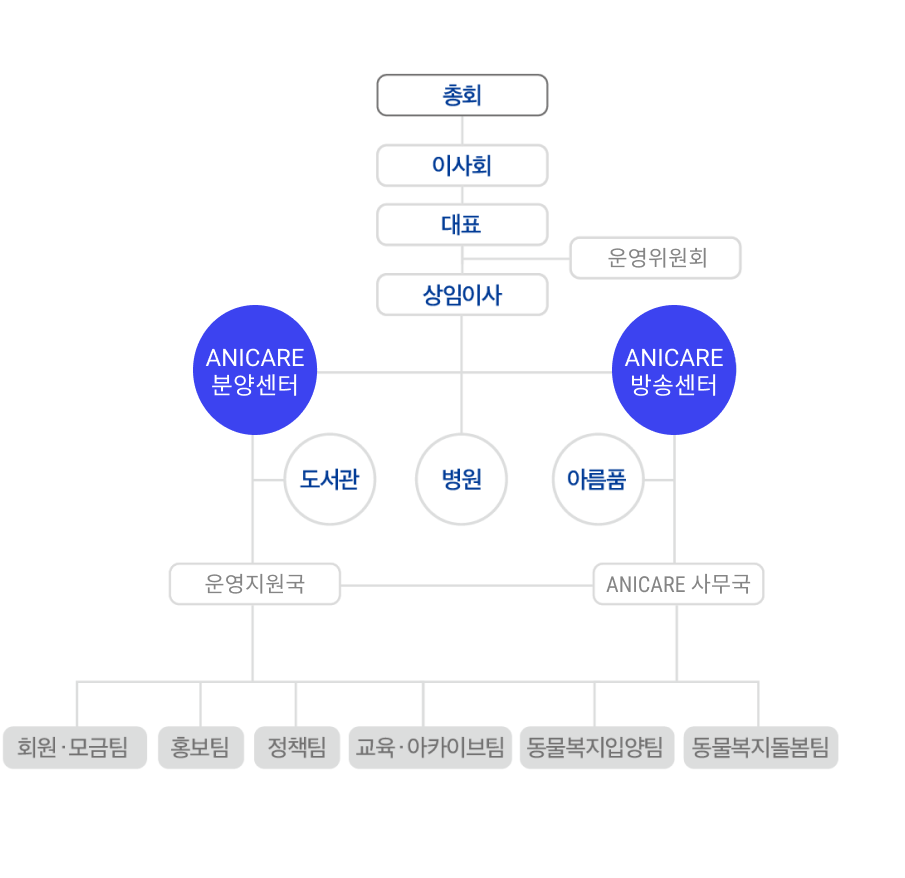 총회
이사회
대표
운영위원회
상임이사
ANICARE
분양센터
ANICARE
방송센터
도서관
병원
아름품
운영지원국
ANICARE 사무국
회원·모금팀
홍보팀
정책팀
교육·아카이브팀
동물복지입양팀
동물복지돌봄팀